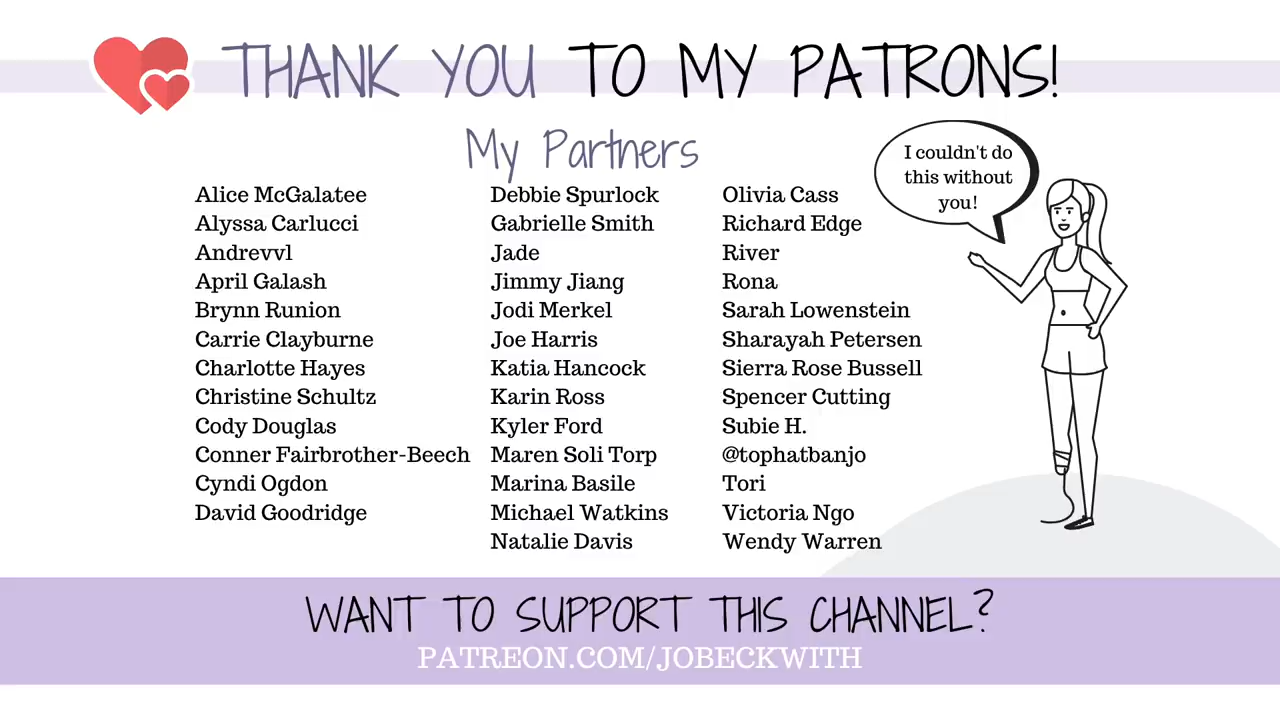 THANK YOU TO MY PATRONS!
My Partners
Alice McGalatee
Alyssa Carlucci
Andrevvl
April Galash
Brynn Runion
Carrie Clayburne
Charlotte Hayes
Christine Schultz
Cody Douglas
Conner Fairbrother-Beech
Cyndi Ogdon
David Goodridge
Debbie Spurlock
Gabrielle Smith
Jade
Jimmy Jiang
Jodi Merkel
Joe Harris
Katia Hancock
Karin Ross
Kyler Ford
Maren Soli Torp
Marina Basile
Michael Watkins
Natalie Davis
Olivia Cass
Richard Edge
River
Rona
Sarah Lowenstein
Sharayah Petersen
Sierra Rose Bussell
Spencer Cutting
Subie H.
@tophatbanjo
Tori
Victoria Ngo
Wendy Warren
I couldn't do
this without
you!
WANT TO SUPPORT THIS CHANNEL?
PATREON.COM/JOBECKWITH